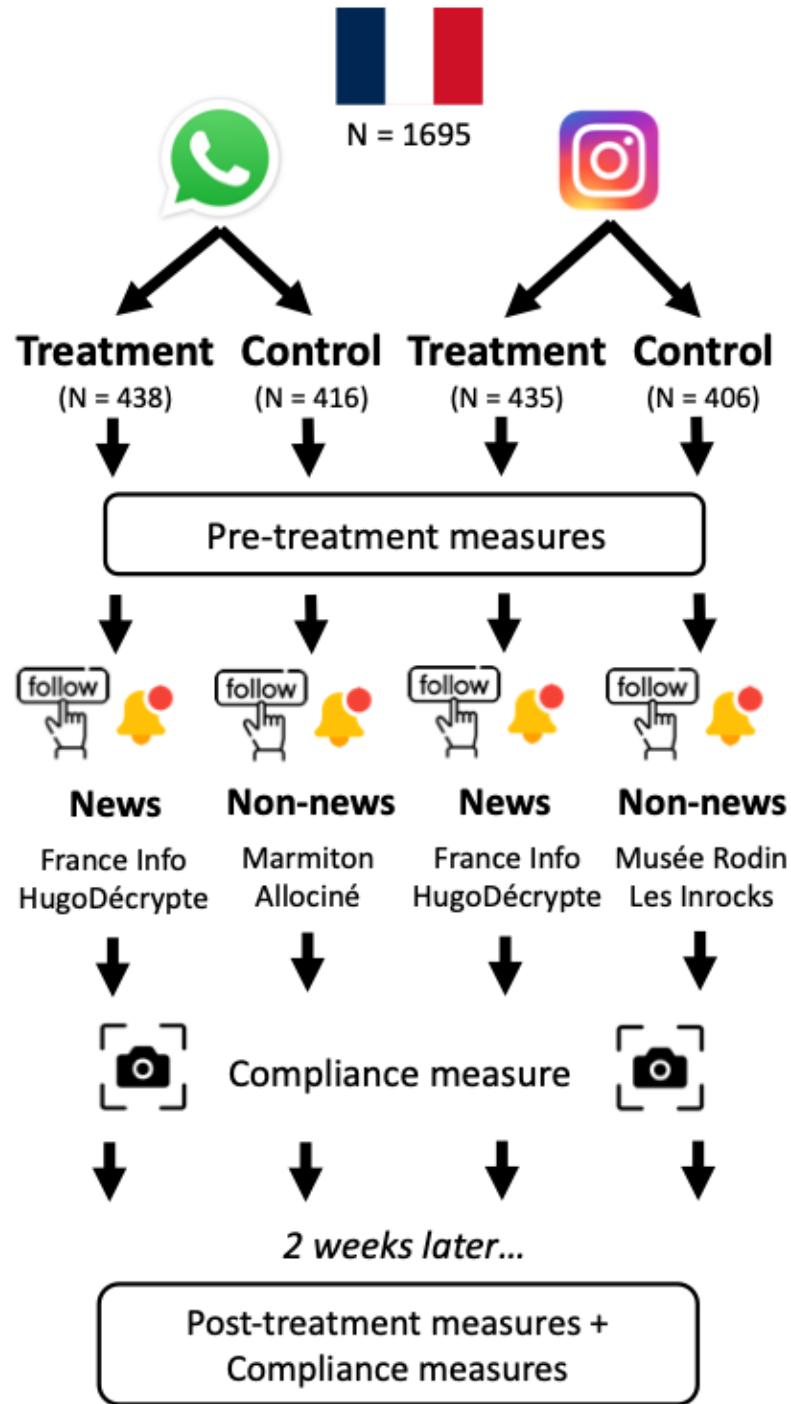 N = 1695
Treatment Control Treatment Control
(N = 438) (N = 416) (N = 435) (N = 406)
Pre-treatment measures
follow follow follow follow
News Non-news News Non-news
France Info Marmiton France Info Musée Rodin
HugoDécrypte Allociné HugoDécrypte Les Inrocks
Compliance measure
2 weeks later...
Post-treatment measures +
Compliance measures